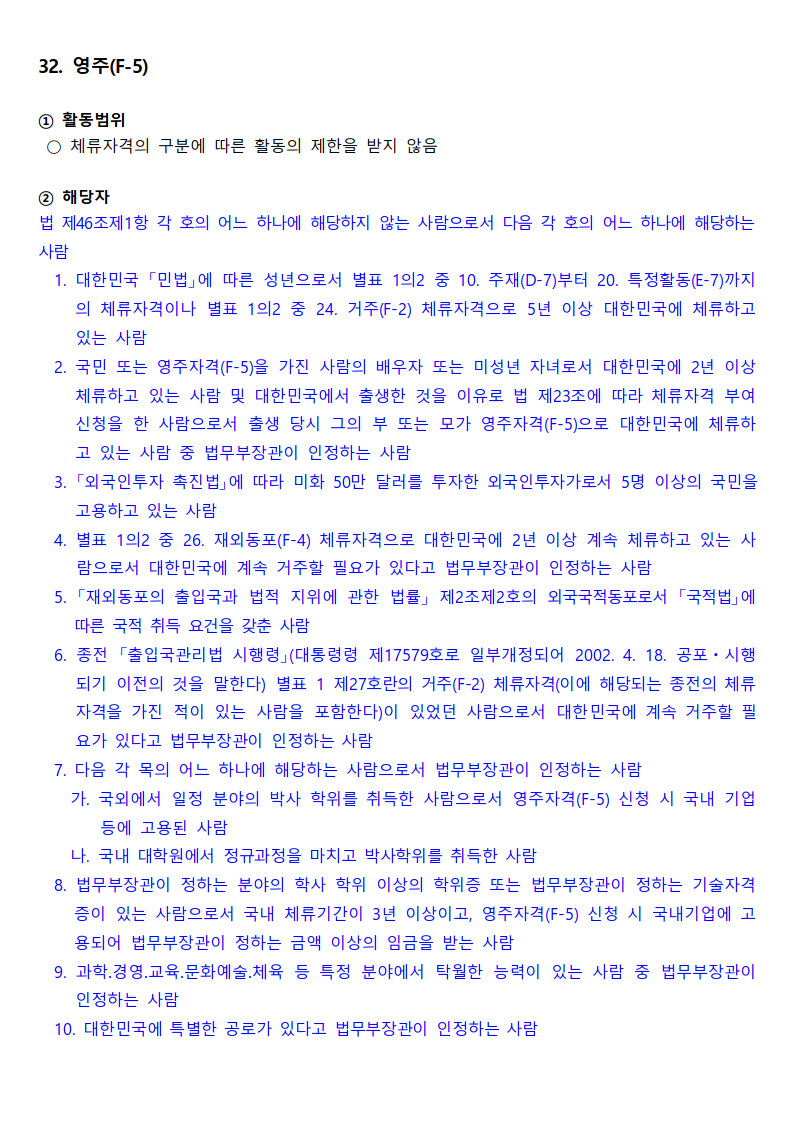 32. 영주(F-5)
① 활동범위
○ 체류자격의 구분에 따른 활동의 제한을 받지 않음
② 해당자
법 제46조제1항 각 호의 어느 하나에 해당하지 않는 사람으로서 다음 각 호의 어느 하나에 해당하는
사람
1. 대한민국 「민법」에 따른 성년으로서 별표 1의2 중 10. 주재(D-7)부터 20. 특정활동(E-7)까지
의 체류자격이나 별표 1의2 중 24. 거주(F-2) 체류자격으로 5년 이상 대한민국에 체류하고
있는 사람
2. 국민 또는 영주자격(F-5)을 가진 사람의 배우자 또는 미성년 자녀로서 대한민국에 2년 이상
체류하고 있는 사람 및 대한민국에서 출생한 것을 이유로 법 제23조에 따라 체류자격 부여
신청을 한 사람으로서 출생 당시 그의 부 또는 모가 영주자격(F-5)으로 대한민국에 체류하
고 있는 사람 중 법무부장관이 인정하는 사람
3. 「외국인투자 촉진법」에 따라 미화 50만 달러를 투자한 외국인투자가로서 5명 이상의 국민을
고용하고 있는 사람
4. 별표 1의2 중 26. 재외동포(F-4) 체류자격으로 대한민국에 2년 이상 계속 체류하고 있는 사
람으로서 대한민국에 계속 거주할 필요가 있다고 법무부장관이 인정하는 사람
5. 「재외동포의 출입국과 법적 지위에 관한 법률」 제2조제2호의 외국국적동포로서 「국적법」에
따른 국적 취득 요건을 갖춘 사람
6. 종전 「출입국관리법 시행령」(대통령령 제17579호로 일부개정되어 2002. 4. 18. 공포・시행
되기 이전의 것을 말한다) 별표 1 제27호란의 거주(F-2) 체류자격(이에 해당되는 종전의 체류
자격을 가진 적이 있는 사람을 포함한다)이 있었던 사람으로서 대한민국에 계속 거주할 필
요가 있다고 법무부장관이 인정하는 사람
7. 다음 각 목의 어느 하나에 해당하는 사람으로서 법무부장관이 인정하는 사람
가. 국외에서 일정 분야의 박사 학위를 취득한 사람으로서 영주자격(F-5) 신청 시 국내 기업
등에 고용된 사람
나. 국내 대학원에서 정규과정을 마치고 박사학위를 취득한 사람
8. 법무부장관이 정하는 분야의 학사 학위 이상의 학위증 또는 법무부장관이 정하는 기술자격
증이 있는 사람으로서 국내 체류기간이 3년 이상이고, 영주자격(F-5) 신청 시 국내기업에 고
용되어 법무부장관이 정하는 금액 이상의 임금을 받는 사람
9. 과학.경영.교육.문화예술.체육 등 특정 분야에서 탁월한 능력이 있는 사람 중 법무부장관이
인정하는 사람
10. 대한민국에 특별한 공로가 있다고 법무부장관이 인정하는 사람